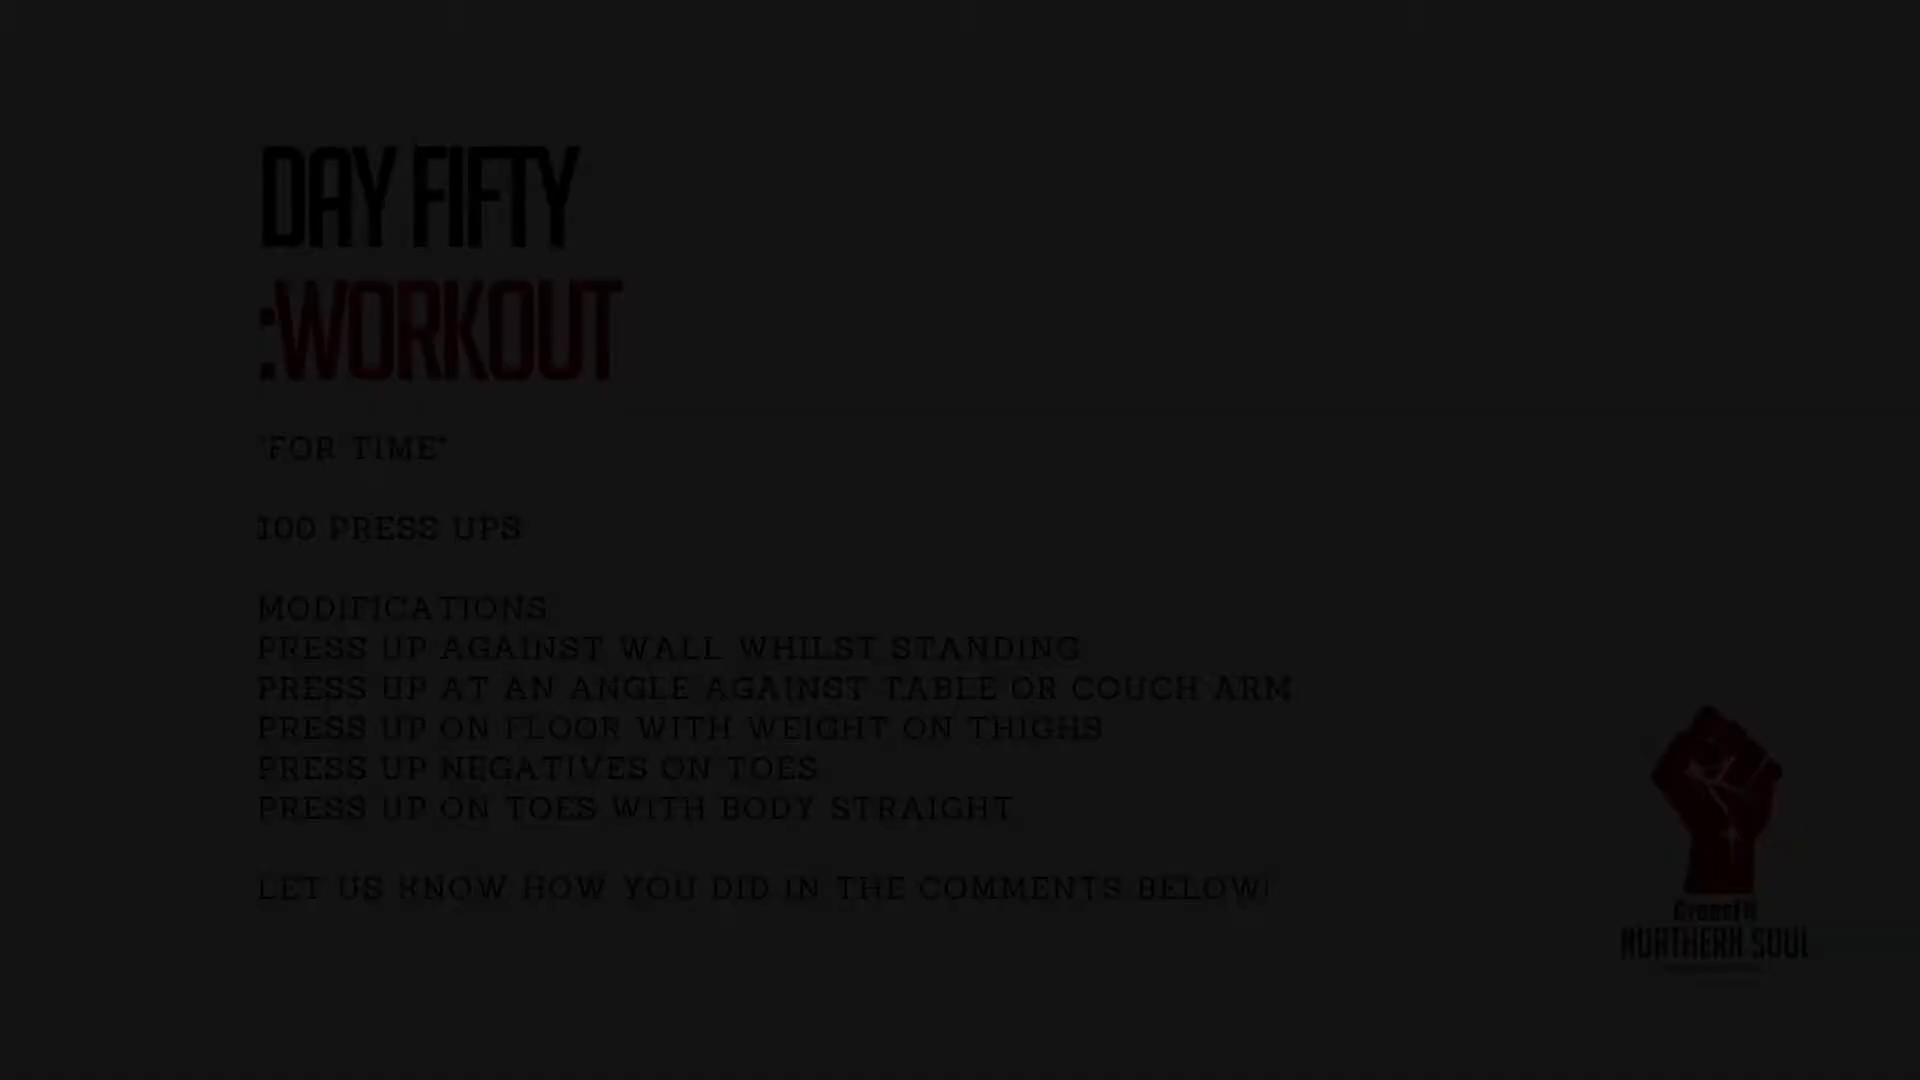 DAY FIFTY
:WORKOUT
"FOR TIME"
100 PRESS UPS
MODIFICATIONS
PRESS UP AGAINST WALL WHILST STANDING
PRESS UP AT AN ANGLE AGAINST TABLE OR COUCH ARM
PRESS UP ON FLOOR WITH WEIGHT ON THIGHS
PRESS UP NEGATIVES ON TOES
PRESS UP ON TOES WITH BODY STRAIGHT
LET US KNOW HOW YOU DID IN THE COMMENTS BELOW!
CrossFit
NORTHERN SOUL